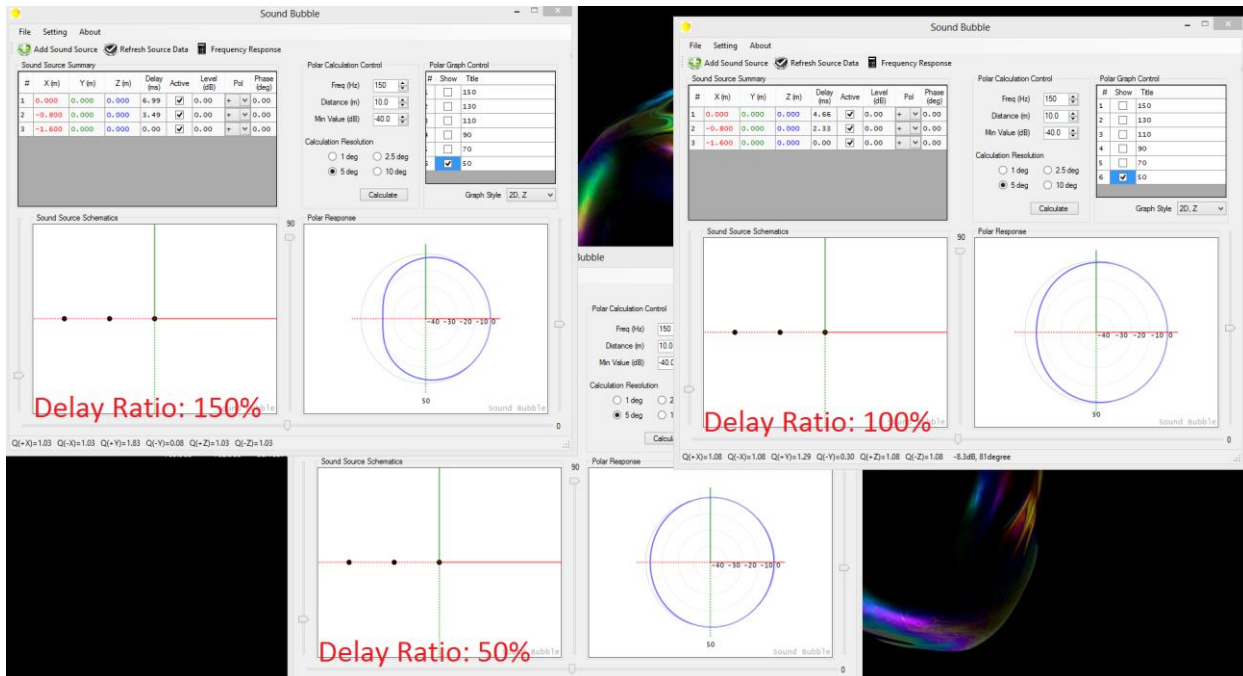 Sound Bubble
File Setting About
Add Sound Source Refresh Source Data Frequency Response
Sound Source Summary
# X (m) Y (m) Z (m) Delay (ms) Active Level (dB) Pol Phase (deg)
1 0.000 0.000 0.000 6.99 0.00 + 0.00
2 -0.800 0.000 0.000 3.49 0.00 + 0.00
3 -1.600 0.000 0.000 0.00 0.00 + 0.00
Polar Calculation Control
Freq (Hz) 150
Distance (m) 10.0
Min Value (dB) -40.0
Calculation Resolution
1 deg 2.5 deg
5 deg 10 deg
Calculate
Polar Graph Control
# Show Title
150
130
110
90
70
50
Graph Style 2D, Z
Sound Source Schematics
90
Polar Response
-40 -30 -20 -10 0
50
Sound Bubble
Delay Ratio: 150%
0
Q(+X)=1.03 Q(-X)=1.03 Q(+Y)=1.83 Q(-Y)=0.08 Q(+Z)=1.03 Q(-Z)=1.03
Sound Bubble
File Setting About
Add Sound Source Refresh Source Data Frequency Response
Sound Source Summary
# X (m) Y (m) Z (m) Delay (ms) Active Level (dB) Pol Phase (deg)
1 0.000 0.000 0.000 4.66 0.00 + 0.00
2 -0.800 0.000 0.000 2.33 0.00 + 0.00
3 -1.600 0.000 0.000 0.00 0.00 + 0.00
Polar Calculation Control
Freq (Hz) 150
Distance (m) 10.0
Min Value (dB) -40.0
Calculation Resolution
1 deg 2.5 deg
5 deg 10 deg
Calculate
Polar Graph Control
# Show Title
1 150
2 130
3 110
4 90
5 70
6 50
Graph Style 2D, Z
Sound Source Schematics
90
Polar Response
-40 -30 -20 -10 0
Sound Bubble
Delay Ratio: 100%
0
Q(+X)=1.08 Q(-X)=1.08 Q(+Y)=1.29 Q(-Y)=0.30 Q(+Z)=1.08 Q(-Z)=1.08 -8.3dB, 81degree
Bubble
Polar Calculation Control
Freq (Hz) 150
Distance (m) 10.0
Min Value (dB) -40.0
Calculation Resolution
1 deg
5 deg
Sound Source Schematics
90
Polar Response
-40 -30 -20 -10 0
50
Sound Bubble
Delay Ratio: 50%
0